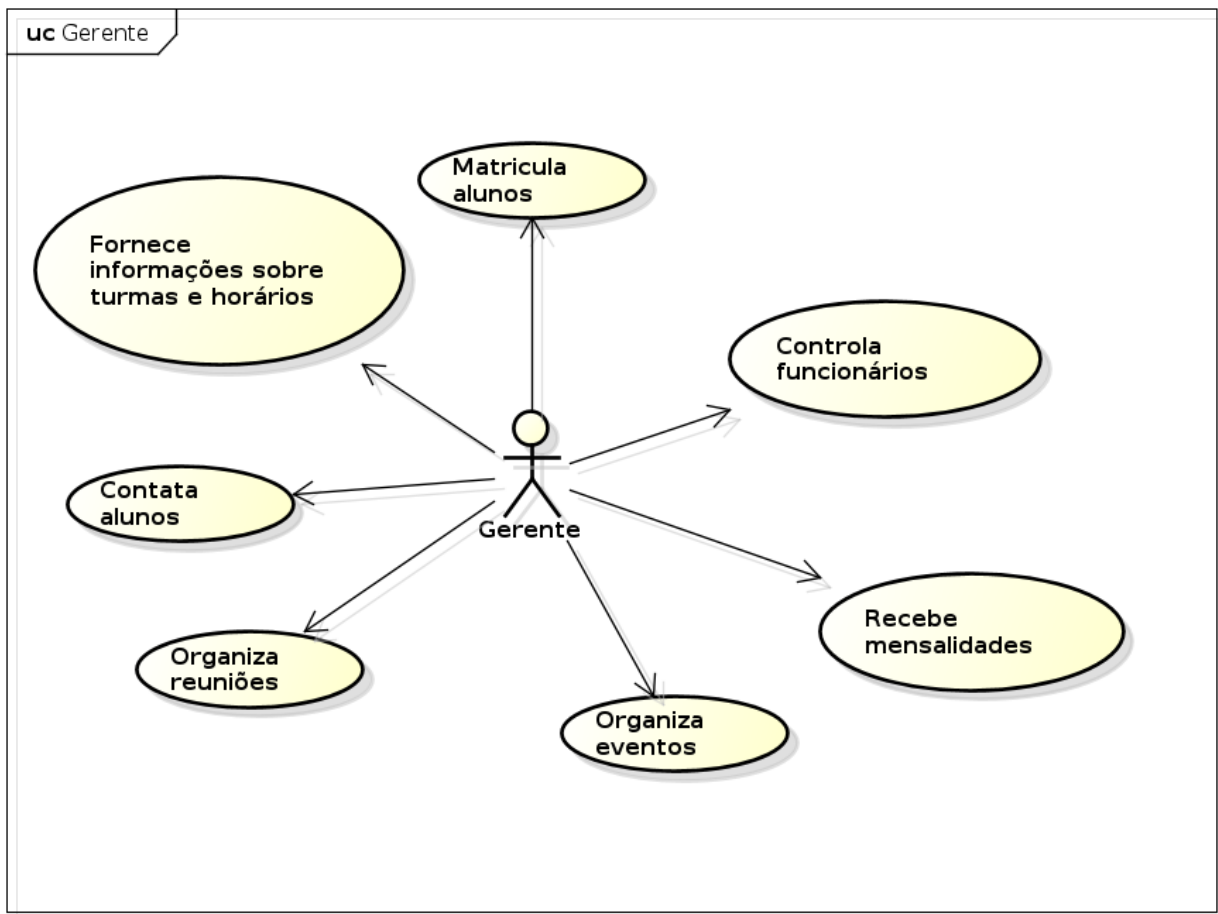 uc Gerente
Matricula
alunos
Fornece
informações sobre
turmas e horários
Controla
funcionários
Contata
alunos
Gerente
Recebe
mensalidades
Organiza
reuniões
Organiza
eventos